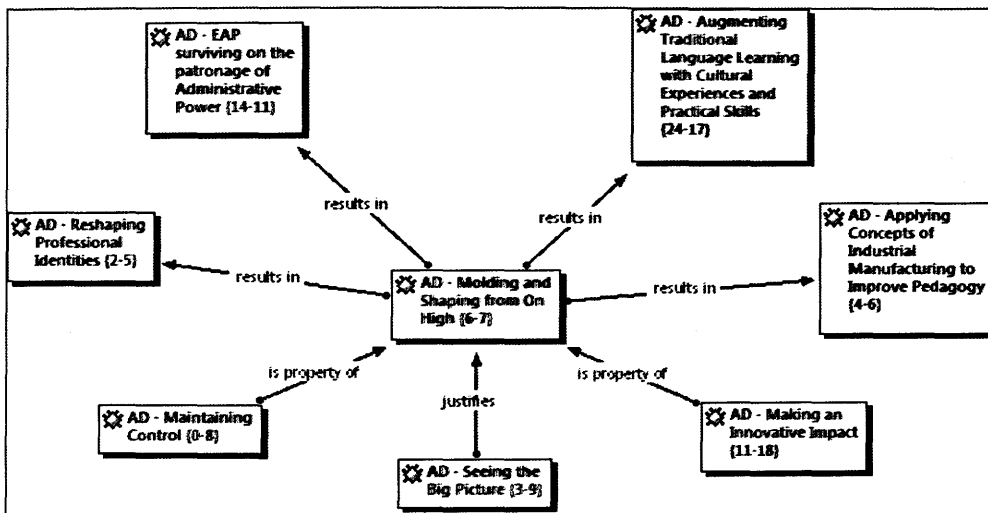 AD - EAP
surviving on the
patronage of
Administrative
Power {14-11}
AD - Augmenting
Traditional
Language Learning
with Cultural
Experiences and
Practical Skills
{24-17}
results in
results in
AD - Reshaping
Professional
Identities {2-5}
AD - Applying
Concepts of
Industrial
Manufacturing to
Improve Pedagogy
{4-6}
results in
AD - Molding and
Shaping from On
High {6-7}
results in
is property of
justifies
is property of
AD - Maintaining
Control {0-8}
AD - Seeing the
Big Picture {3-9}
AD - Making an
Innovative Impact
{11-18}